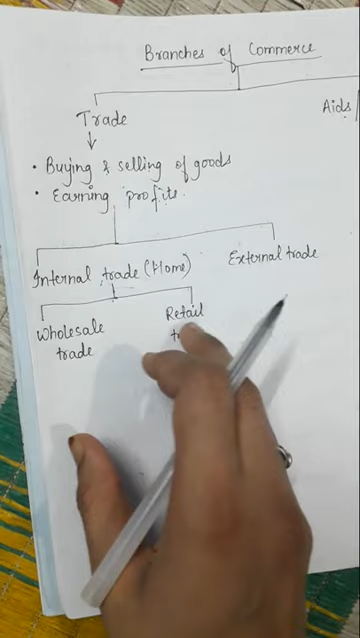 Branches of Commerce
Trade
Aids
• Buying & selling of goods
• Earning profits.
Internal trade (Home)
External trade
Wholesale
trade
Retail